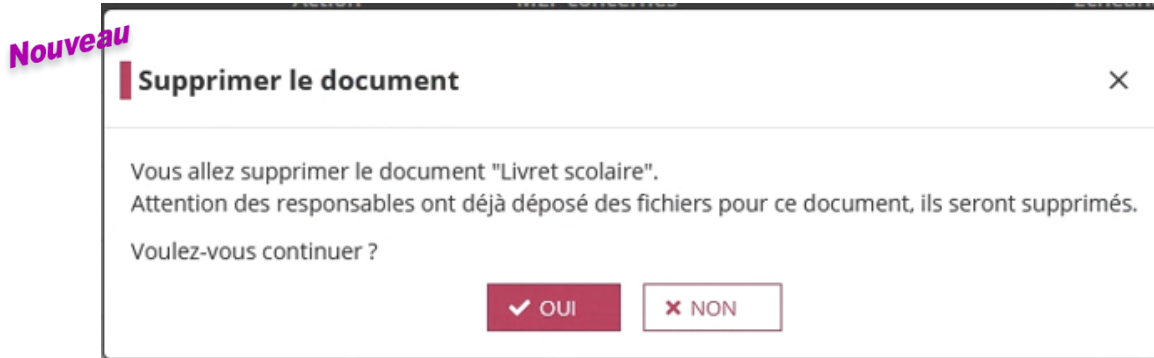 Nouveau
Supprimer le document
Vous allez supprimer le document "Livret scolaire".
Attention des responsables ont déjà déposé des fichiers pour ce document, ils seront supprimés.
Voulez-vous continuer ?
OUI
NON